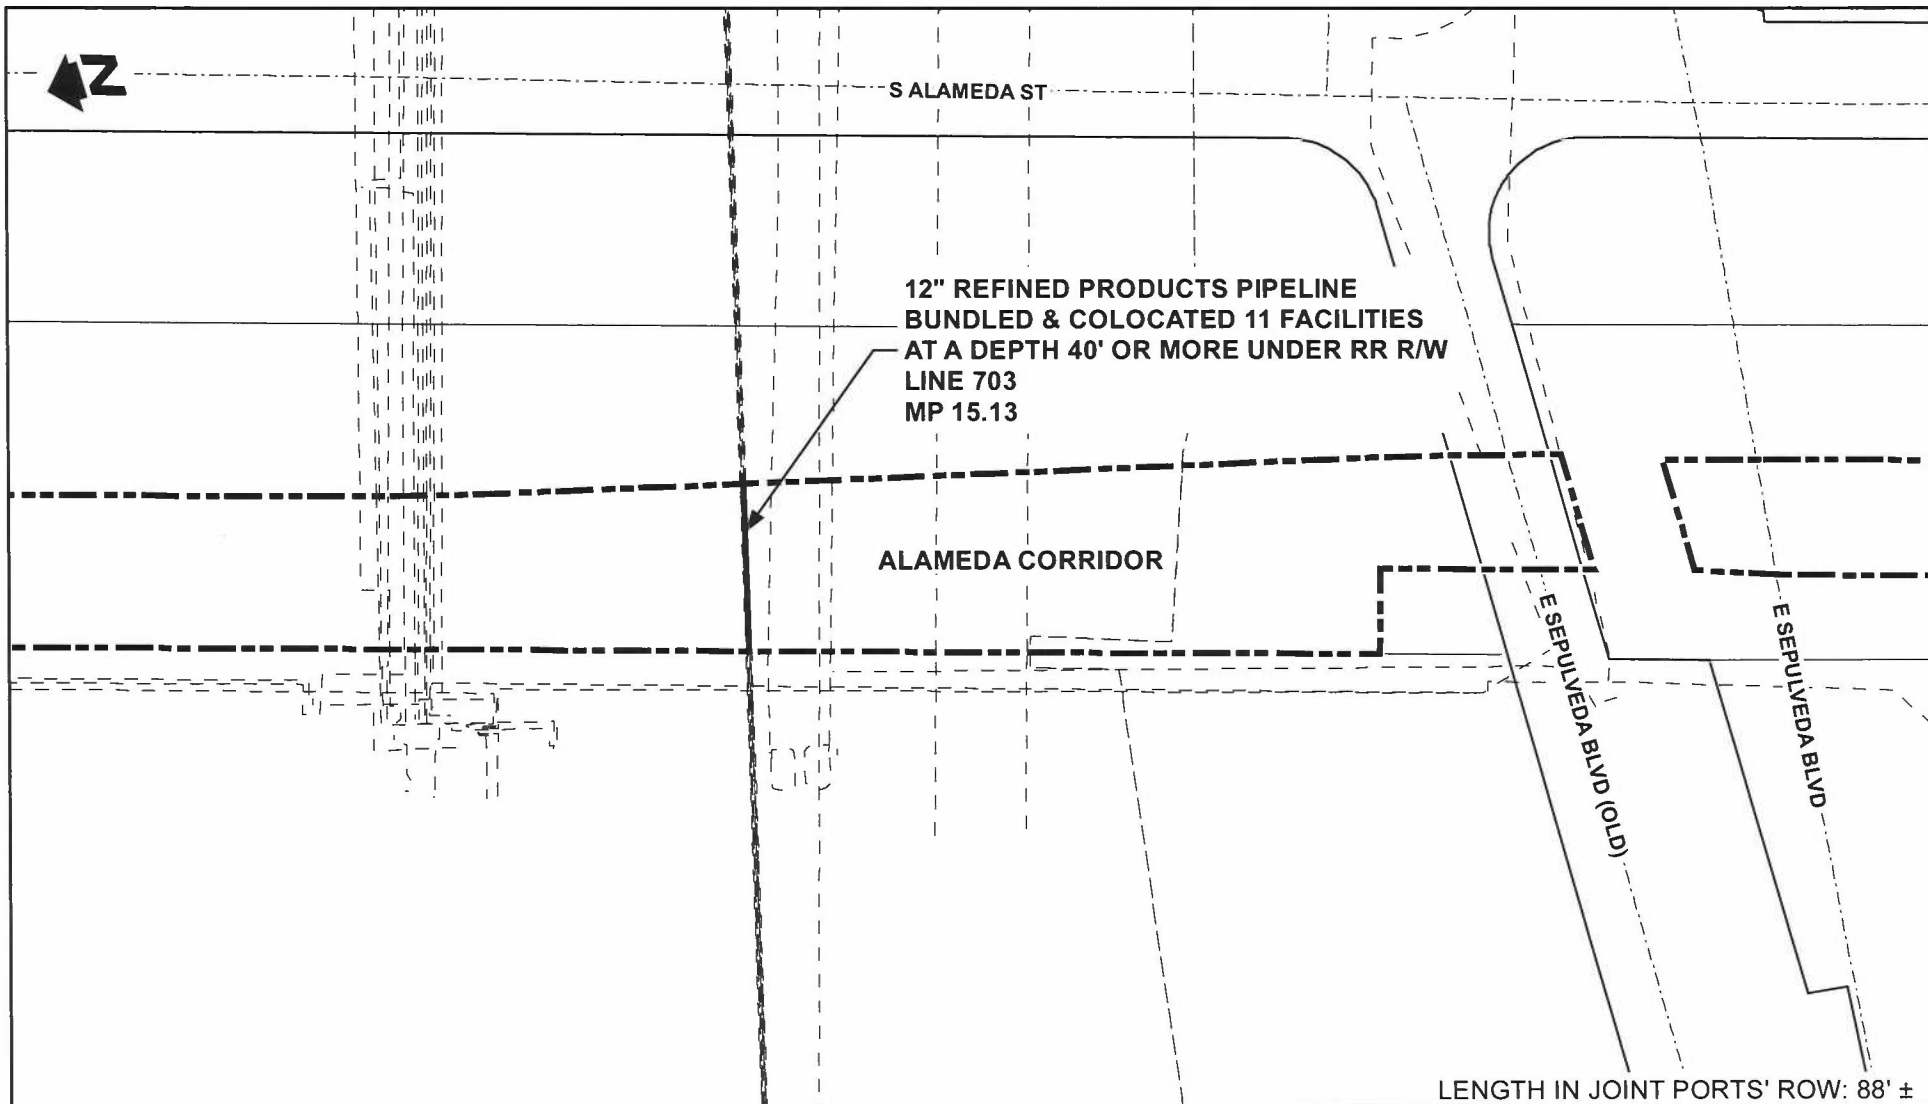 N
S ALAMEDA ST
12" REFINED PRODUCTS PIPELINE
BUNDLED & COLOCATED 11 FACILITIES
AT A DEPTH 40' OR MORE UNDER RR R/W
LINE 703
MP 15.13
ALAMEDA CORRIDOR
E SEPULVEDA BLVD (OLD)
E SEPULVEDA BLVD
LENGTH IN JOINT PORTS' ROW: 88' ±